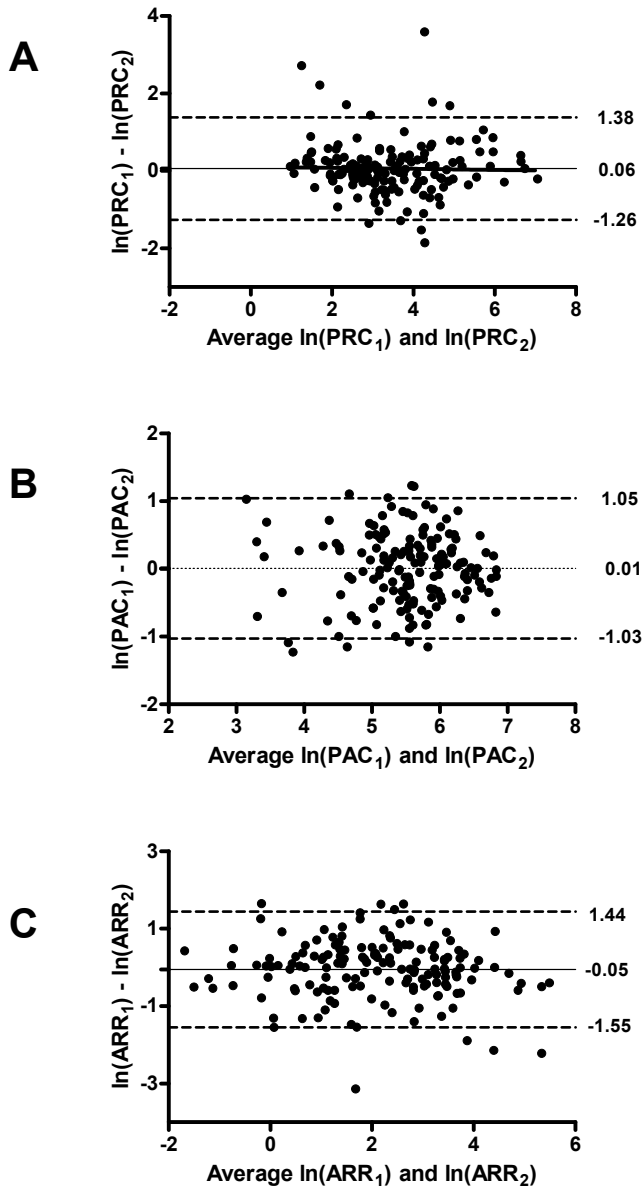 A
ln(PRC1) - ln(PRC2)
4
2
0
-2
1.38
0.06
-1.26
-2 0 2 4 6 8
Average ln(PRC1) and ln(PRC2)
B
ln(PAC1) - ln(PAC2)
2
1
0
-1
-2
1.05
0.01
-1.03
2 3 4 5 6 7 8
Average ln(PAC1) and ln(PAC2)
C
ln(ARR1) - ln(ARR2)
3
1
-1
-3
1.44
-0.05
-1.55
-2 0 2 4 6
Average ln(ARR1) and ln(ARR2)